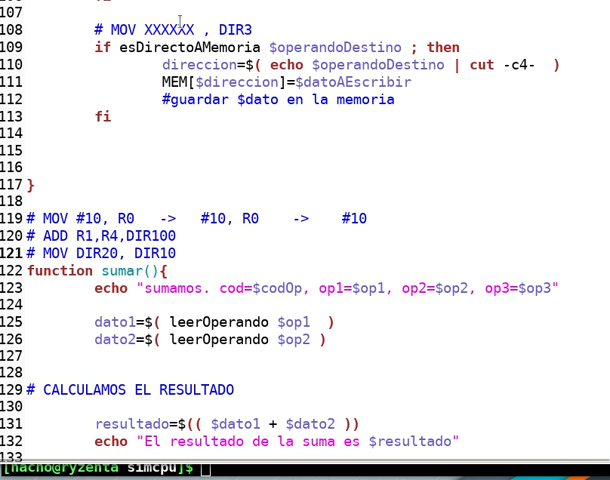 107
108 # MOV XXXXXX , DIR3
109 if esDirectoAMemoria $operandoDestino ; then
110 direccion=$( echo $operandoDestino | cut -c4- )
111 MEM[$direccion]=$datoAEscribir
112 #guardar $dato en la memoria
113 fi
114
115
116
117 }
118
119 # MOV #10, R0 -> #10, R0 -> #10
120 # ADD R1,R4,DIR100
121 # MOV DIR20, DIR10
122 function sumar(){
123 echo "sumamos. cod=$codOp, op1=$op1, op2=$op2, op3=$op3"
124
125 dato1=$( leerOperando $op1 )
126 dato2=$( leerOperando $op2 )
127
128
129 # CALCULAMOS EL RESULTADO
130
131 resultado=$(( $dato1 + $dato2 ))
132 echo "El resultado de la suma es $resultado"
133
[nacho@ryzenta simcpu]$